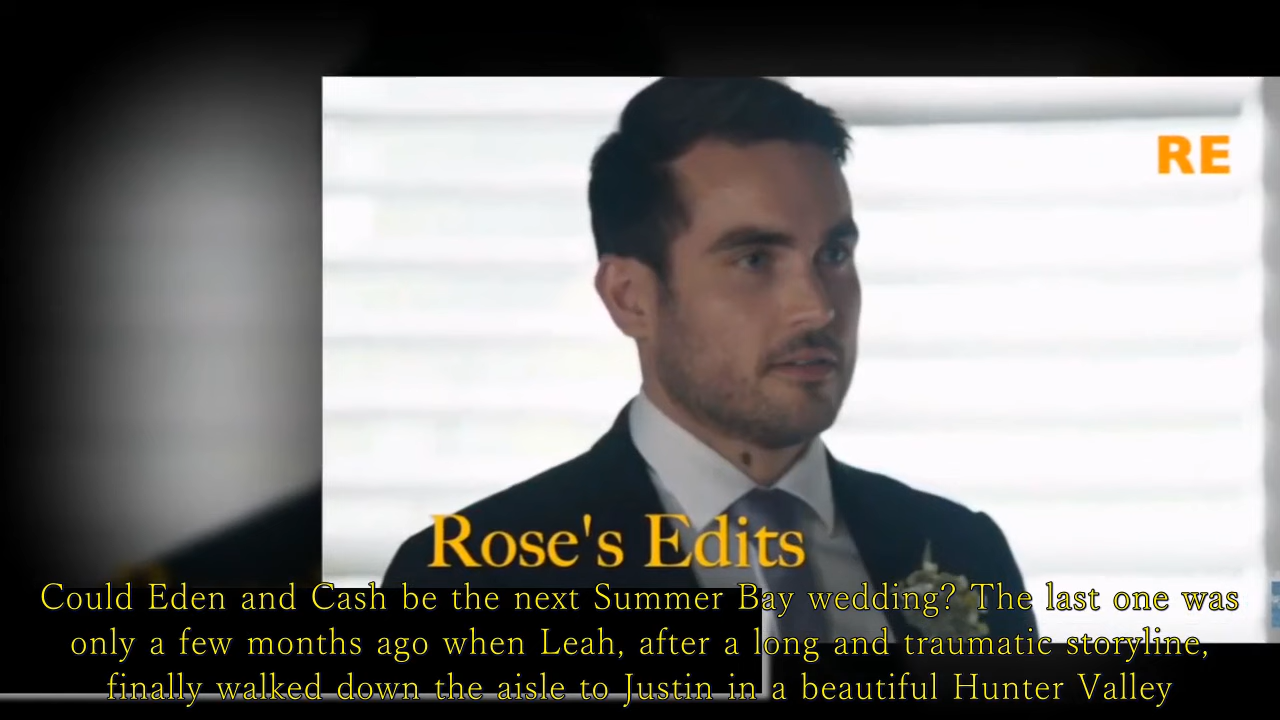 RE
Rose's Edits
Could Eden and Cash be the next Summer Bay wedding? The last one was
only a few months ago when Leah, after a long and traumatic storyline,
finally walked down the aisle to Justin in a beautiful Hunter Valley